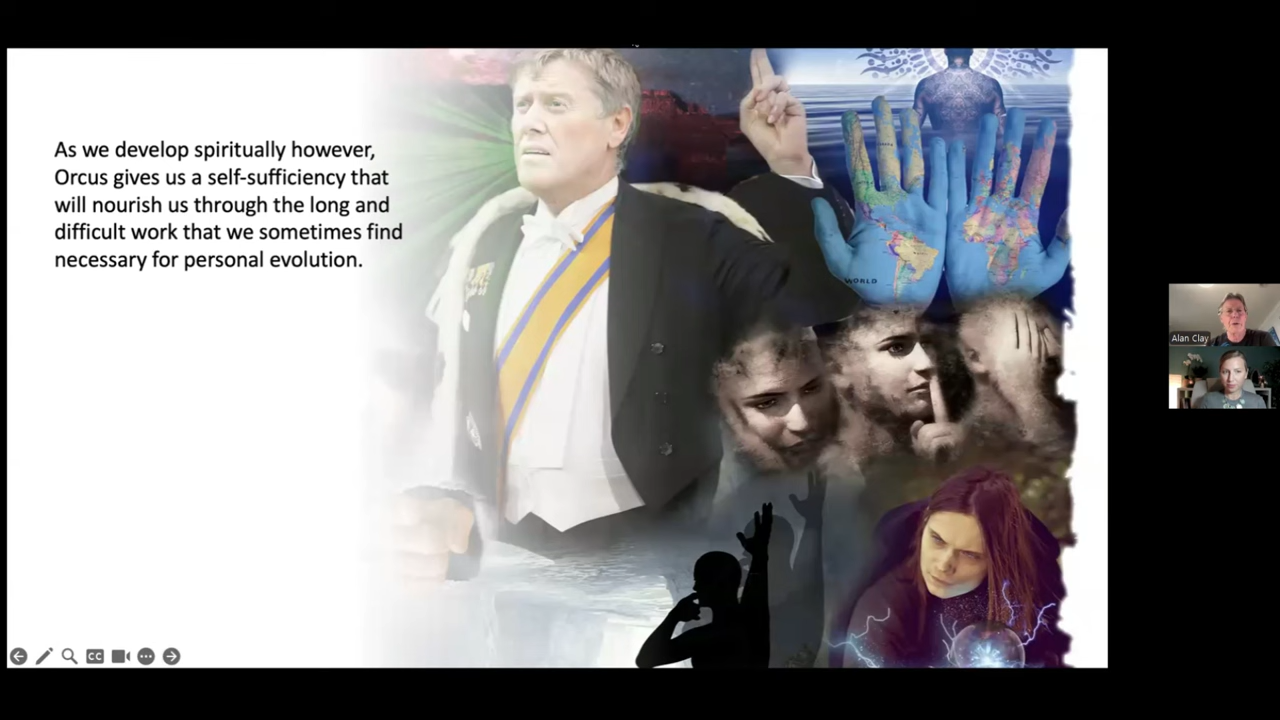 As we develop spiritually however,
Orcus gives us a self-sufficiency that
will nourish us through the long and
difficult work that we sometimes find
necessary for personal evolution.
WORLD
Alan Clay
CC